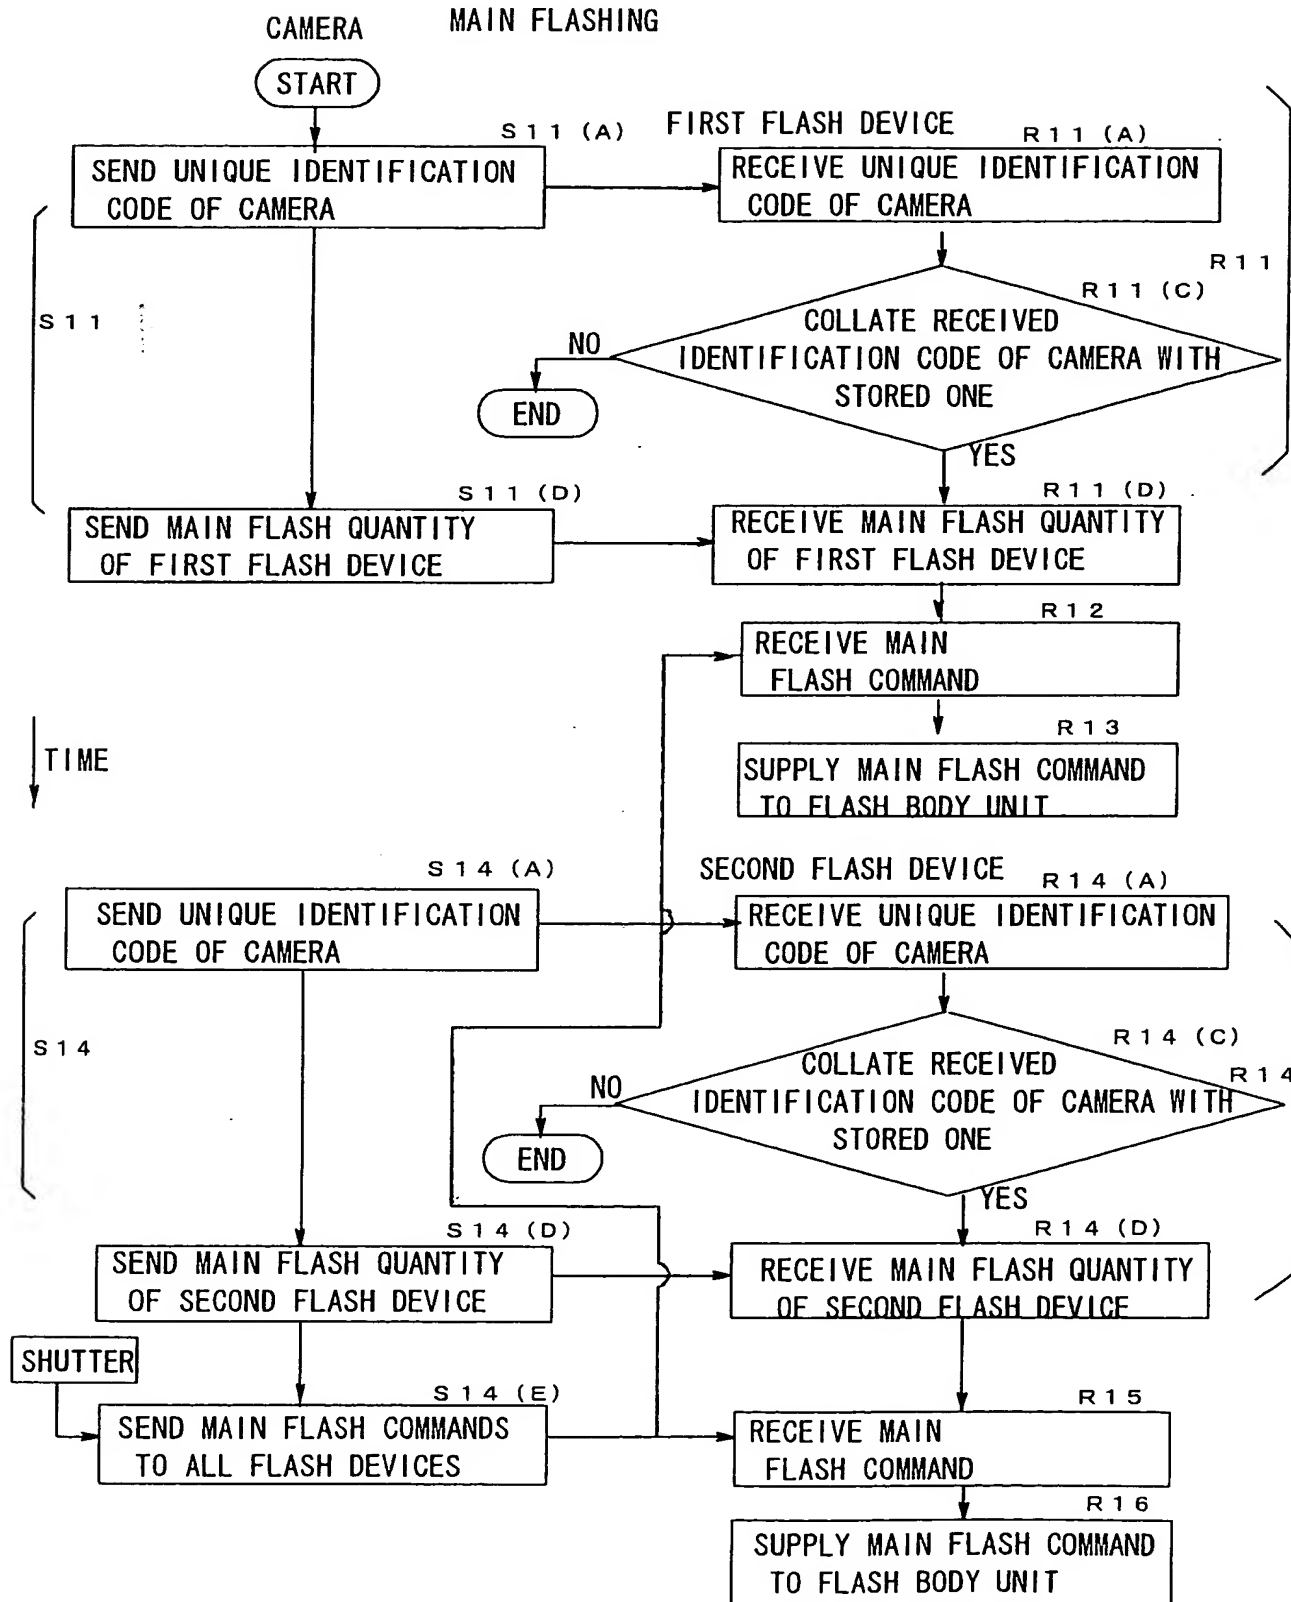 MAIN FLASHING
CAMERA
START
S11 (A)
FIRST FLASH DEVICE
R11 (A)
SEND UNIQUE IDENTIFICATION
CODE OF CAMERA
RECEIVE UNIQUE IDENTIFICATION
CODE OF CAMERA
R11
R11 (C)
S11
COLLATE RECEIVED
IDENTIFICATION CODE OF CAMERA WITH
STORED ONE
NO
END
YES
S11 (D)
R11 (D)
SEND MAIN FLASH QUANTITY
OF FIRST FLASH DEVICE
RECEIVE MAIN FLASH QUANTITY
OF FIRST FLASH DEVICE
R12
RECEIVE MAIN
FLASH COMMAND
R13
TIME
SUPPLY MAIN FLASH COMMAND
TO FLASH BODY UNIT
S14 (A)
SECOND FLASH DEVICE
R14 (A)
SEND UNIQUE IDENTIFICATION
CODE OF CAMERA
RECEIVE UNIQUE IDENTIFICATION
CODE OF CAMERA
S14
R14 (C)
R14
COLLATE RECEIVED
IDENTIFICATION CODE OF CAMERA WITH
STORED ONE
NO
END
YES
S14 (D)
R14 (D)
SEND MAIN FLASH QUANTITY
OF SECOND FLASH DEVICE
RECEIVE MAIN FLASH QUANTITY
OF SECOND FLASH DEVICE
SHUTTER
S14 (E)
R15
SEND MAIN FLASH COMMANDS
TO ALL FLASH DEVICES
RECEIVE MAIN
FLASH COMMAND
R16
SUPPLY MAIN FLASH COMMAND
TO FLASH BODY UNIT